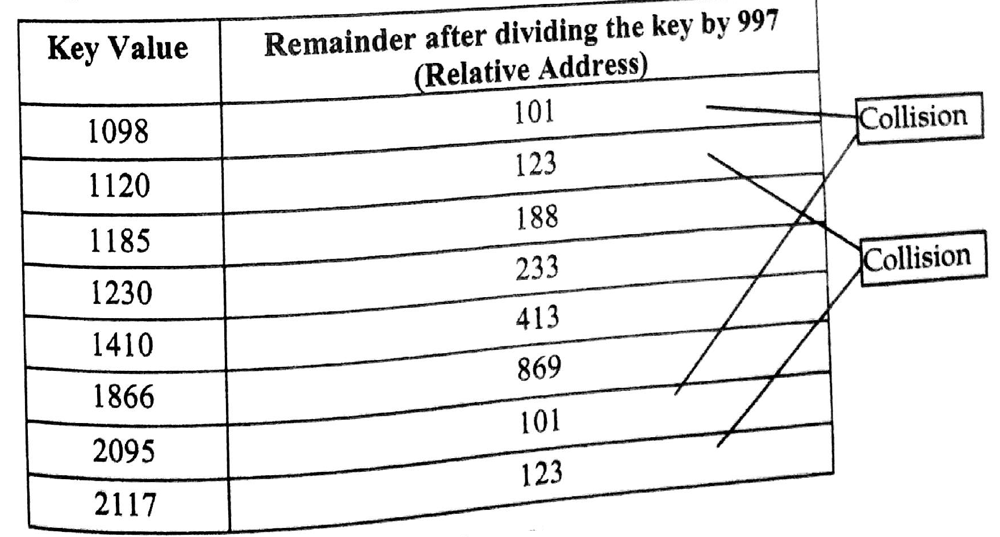 Key Value
Remainder after dividing the key by 997
(Relative Address)
1098 101
1120 123
1185 188
1230 233
1410 413
1866 869
2095 101
2117 123
Collision
Collision